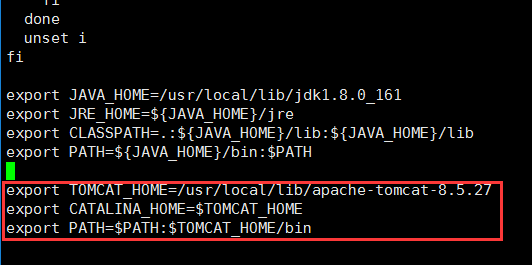 fi
done
unset i
fi
export JAVA_HOME=/usr/local/lib/jdk1.8.0_161
export JRE_HOME=${JAVA_HOME}/jre
export CLASSPATH=.:${JAVA_HOME}/lib:${JAVA_HOME}/lib
export PATH=${JAVA_HOME}/bin:$PATH
export TOMCAT_HOME=/usr/local/lib/apache-tomcat-8.5.27
export CATALINA_HOME=$TOMCAT_HOME
export PATH=$PATH:$TOMCAT_HOME/bin